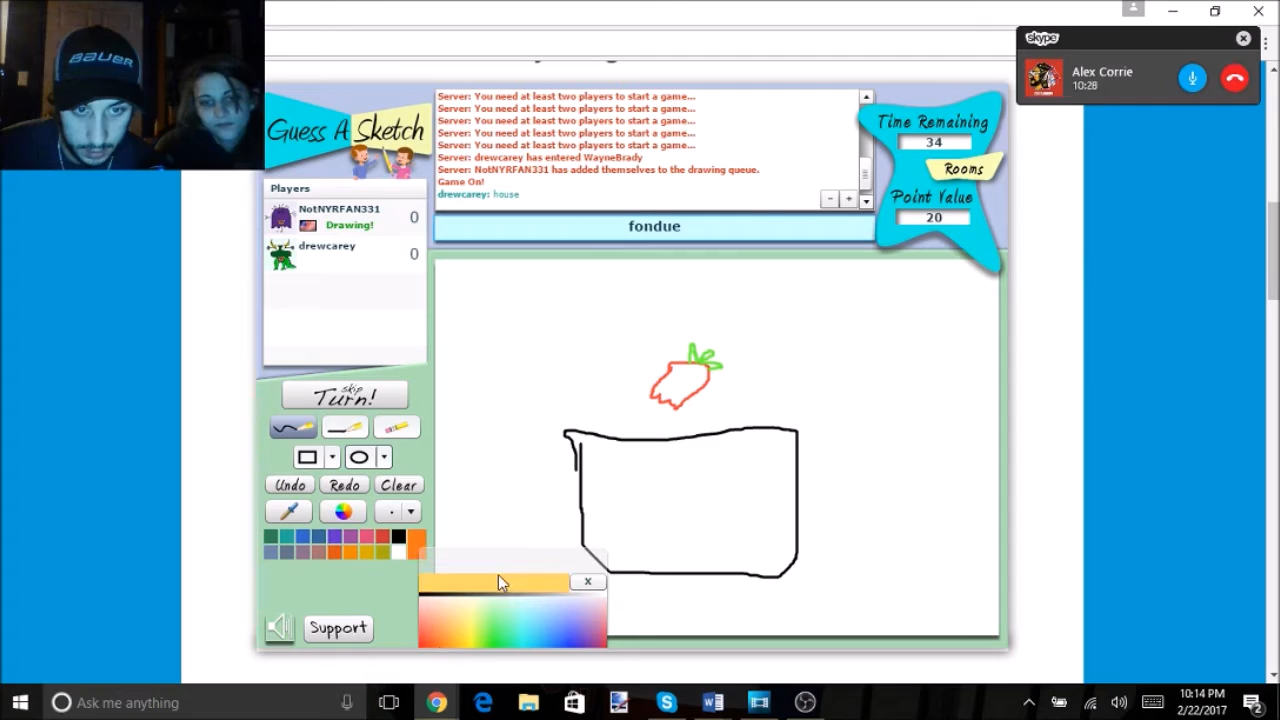 BAUER
skype
Alex Corrie
10:28
Guess A Sketch
Server: You need at least two players to start a game...
Server: You need at least two players to start a game...
Server: You need at least two players to start a game...
Server: You need at least two players to start a game...
Server: You need at least two players to start a game...
Server: drewcarey has entered WayneBrady
Server: NotNYRFAN331 has added themselves to the drawing queue.
Game On!
drewcarey: house
- +
Time Remaining
34
Rooms
Point Value
20
fondue
Players
NotNYRFAN331
Drawing!
0
drewcarey
0
skip
Turn!
Undo
Redo
Clear
X
Support
Ask me anything
10:14 PM
2/22/2017
2